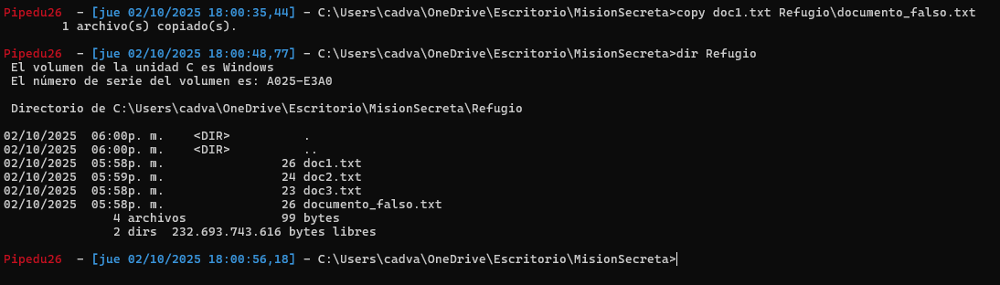 Pipedu26  - [jue 02/10/2025 18:00:35,44] - C:\Users\cadva\OneDrive\Escritorio\MisionSecreta>copy doc1.txt Refugio\documento_falso.txt
        1 archivo(s) copiado(s).
Pipedu26  - [jue 02/10/2025 18:00:48,77] - C:\Users\cadva\OneDrive\Escritorio\MisionSecreta>dir Refugio
 El volumen de la unidad C es Windows
 El número de serie del volumen es: A025-E3A0
 Directorio de C:\Users\cadva\OneDrive\Escritorio\MisionSecreta\Refugio
02/10/2025  06:00p. m.    <DIR>          .
02/10/2025  06:00p. m.    <DIR>          ..
02/10/2025  05:58p. m.                26 doc1.txt
02/10/2025  05:59p. m.                24 doc2.txt
02/10/2025  05:58p. m.                23 doc3.txt
02/10/2025  05:58p. m.                26 documento_falso.txt
               4 archivos             99 bytes
               2 dirs  232.693.743.616 bytes libres
Pipedu26  - [jue 02/10/2025 18:00:56,18] - C:\Users\cadva\OneDrive\Escritorio\MisionSecreta>